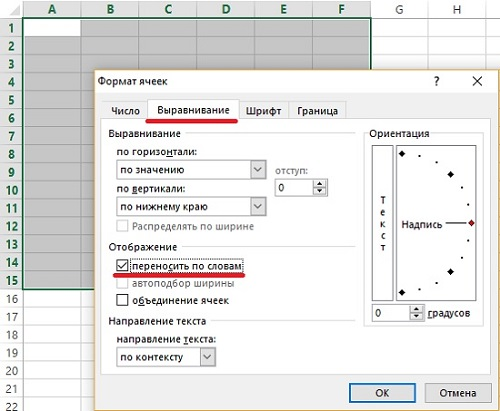 A B C D E F G H
1
2
3
4
5
6
7
8
9
10
11
12
13
14
15
16
17
18
19
20
21
22
Формат ячеек ? ×
Число Выравнивание Шрифт Граница
Выравнивание
по горизонтали:
по значению
отступ:
по вертикали:
0
по нижнему краю
Распределять по ширине
Отображение
переносить по словам
автоподбор ширины
объединение ячеек
Направление текста
направление текста:
по контексту
Ориентация
Текст
Надпись
0 градусов
ОК Отмена